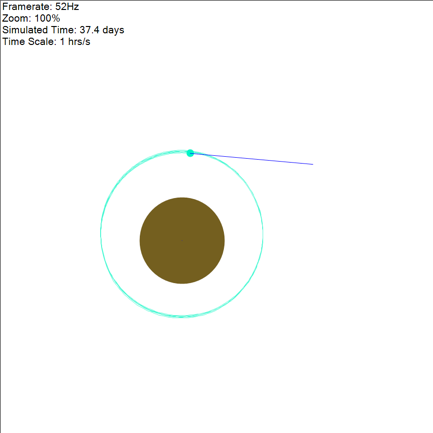 Framerate: 52Hz
Zoom: 100%
Simulated Time: 37.4 days
Time Scale: 1 hrs/s